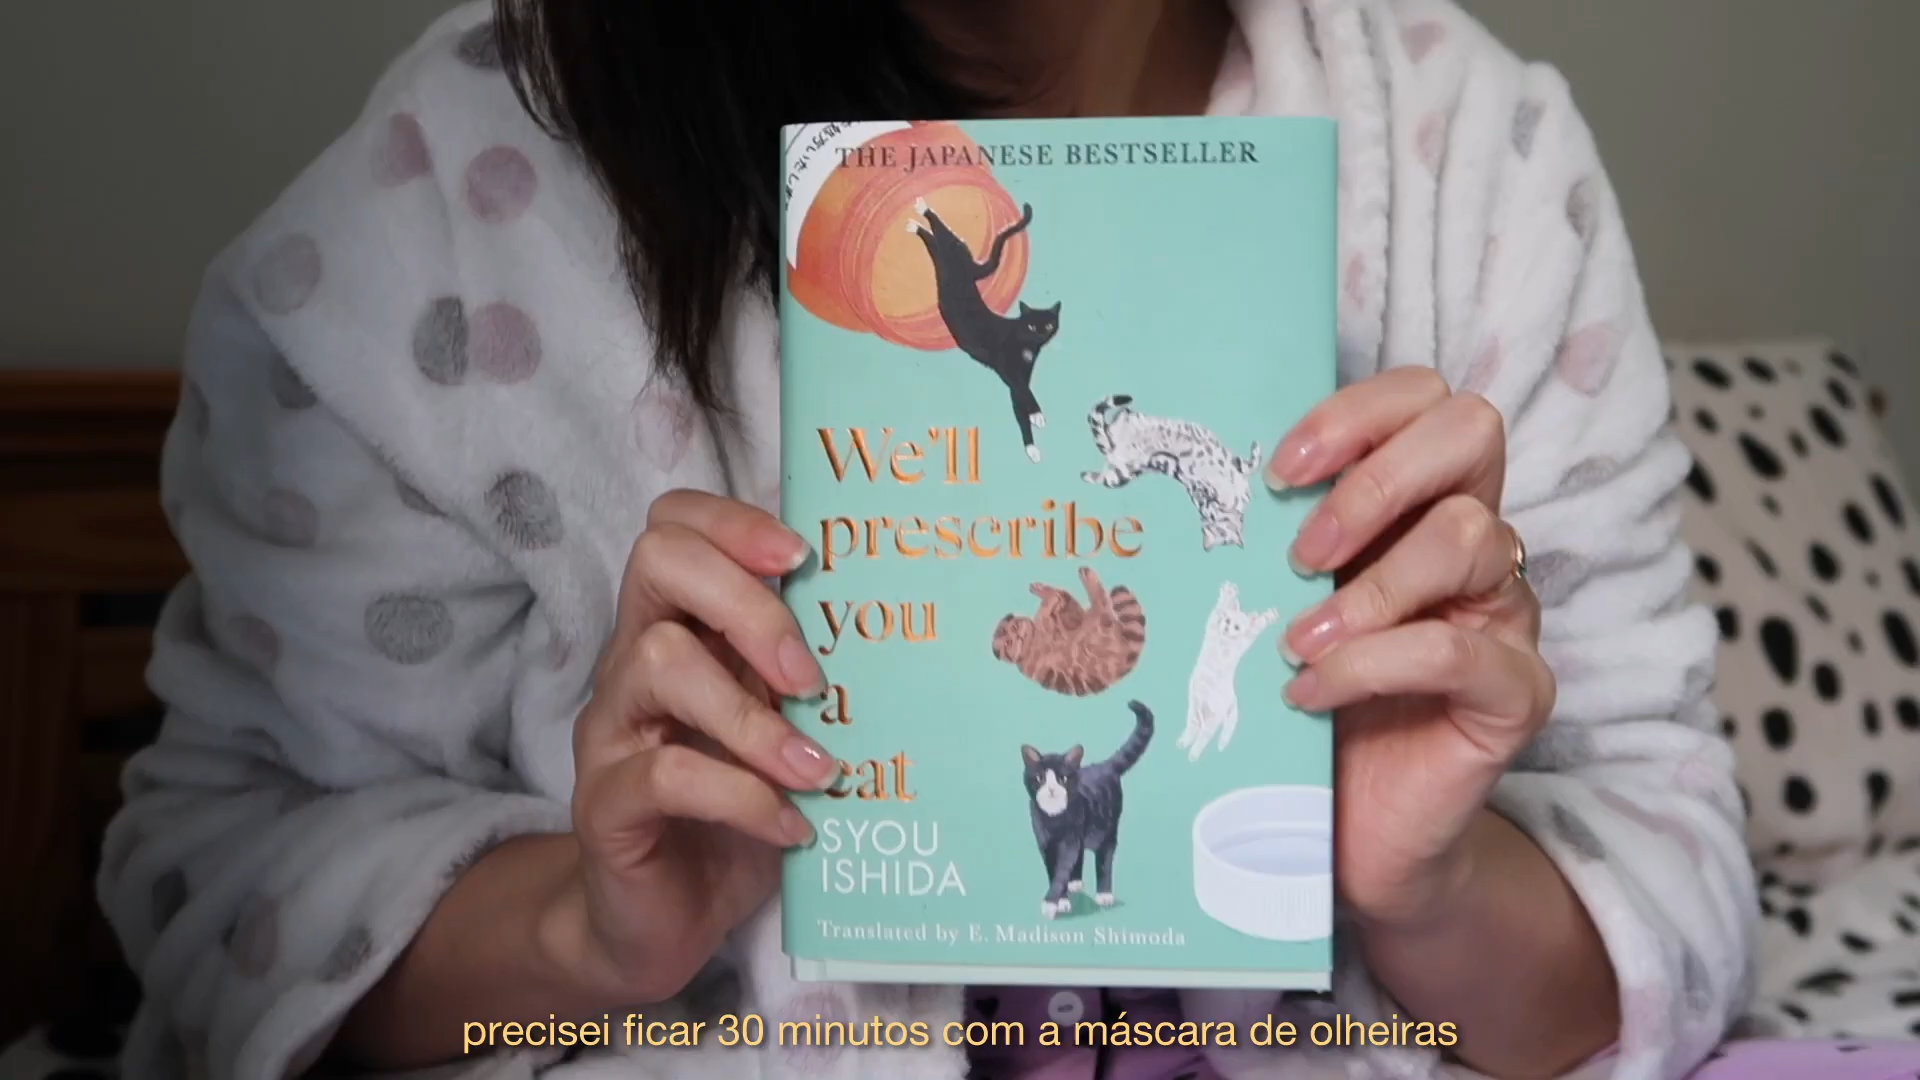 THE JAPANESE BESTSELLER
We'll
prescribe
you
a
cat
SYOU
ISHIDA
Translated by E. Madison Shimoda
precisei ficar 30 minutos com a máscara de olheiras